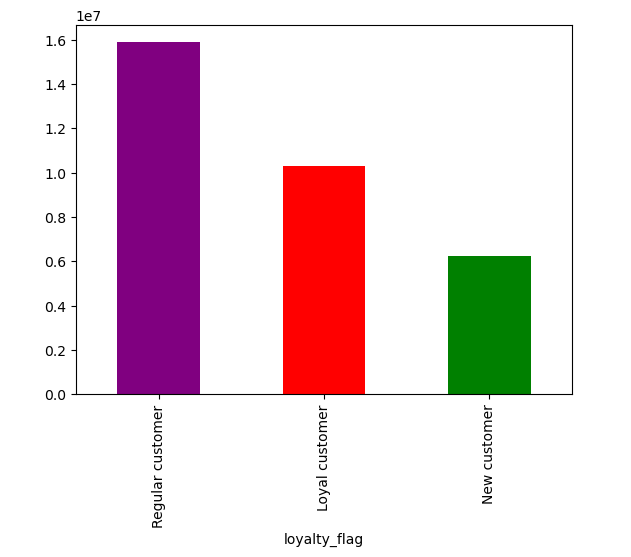 1e7
1.6
1.4
1.2
1.0
0.8
0.6
0.4
0.2
0.0
Regular customer
Loyal customer
New customer
loyalty_flag